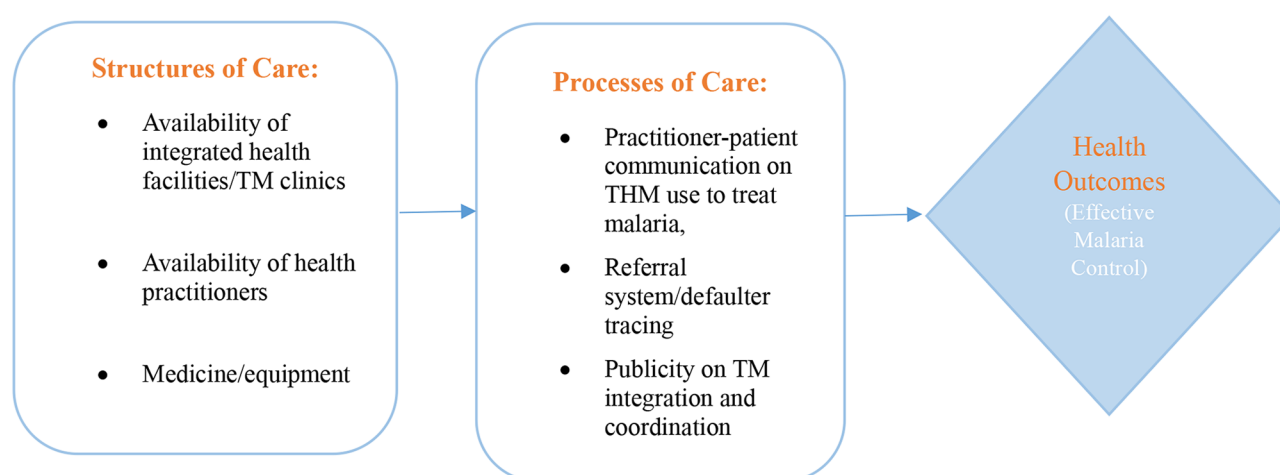 Structures of Care:
• Availability of
integrated health
facilities/TM clinics
• Availability of health
practitioners
• Medicine/equipment
Processes of Care:
• Practitioner-patient
communication on
THM use to treat
malaria,
• Referral
system/defaulter
tracing
• Publicity on TM
integration and
coordination
Health
Outcomes
(Effective
Malaria
Control)